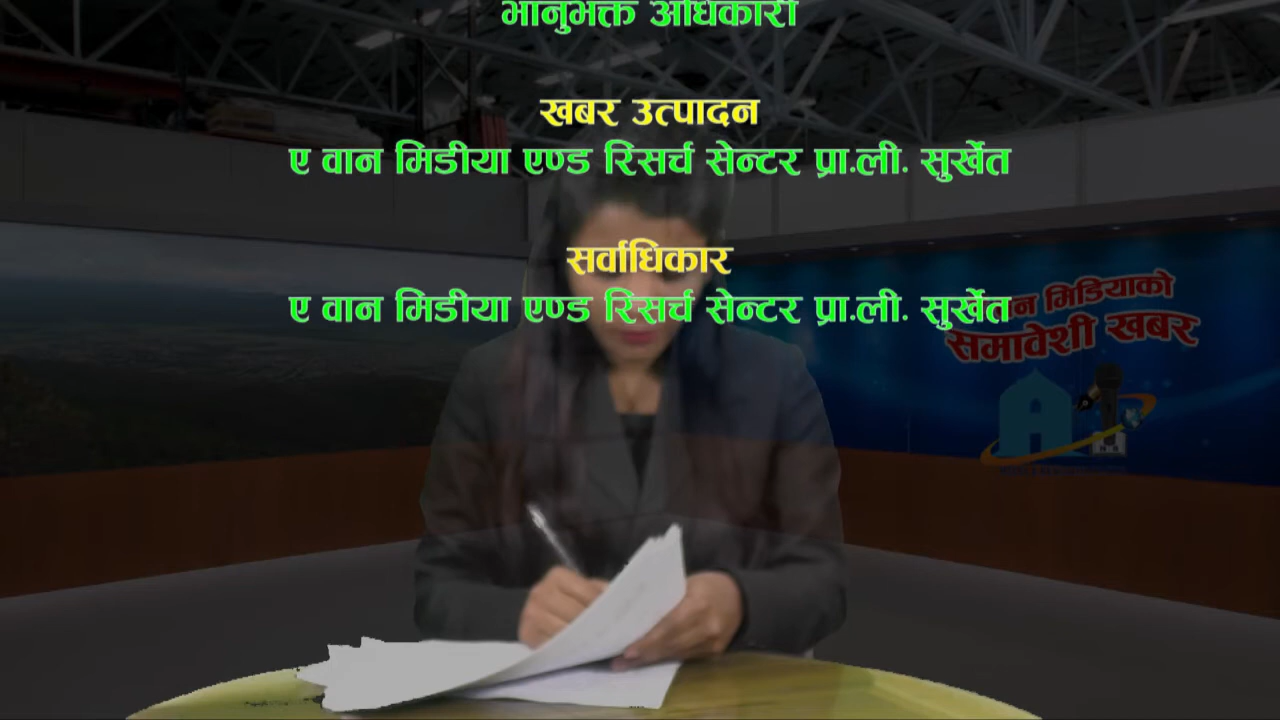 भानुभक्त अधिकारी
खबर उत्पादन
ए वान मिडीया एण्ड रिसर्च सेन्टर प्रा.ली. सुर्खेत
सर्वाधिकार
ए वान मिडीया एण्ड रिसर्च सेन्टर प्रा.ली. सुर्खेत
मिडियाको
समावेशी खबर